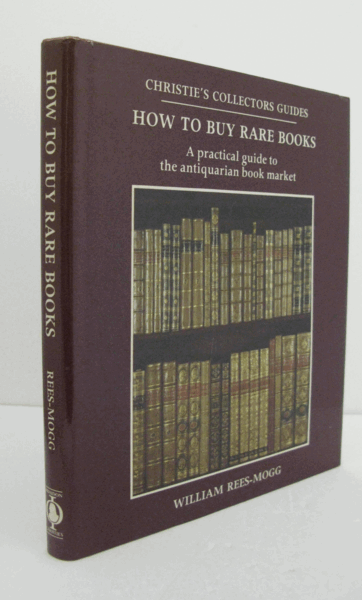 CHRISTIE'S COLLECTORS GUIDES
HOW TO BUY RARE BOOKS
A practical guide to
the antiquarian book market
WILLIAM REES-MOGG
HOW TO BUY RARE BOOKS
REES-MOGG